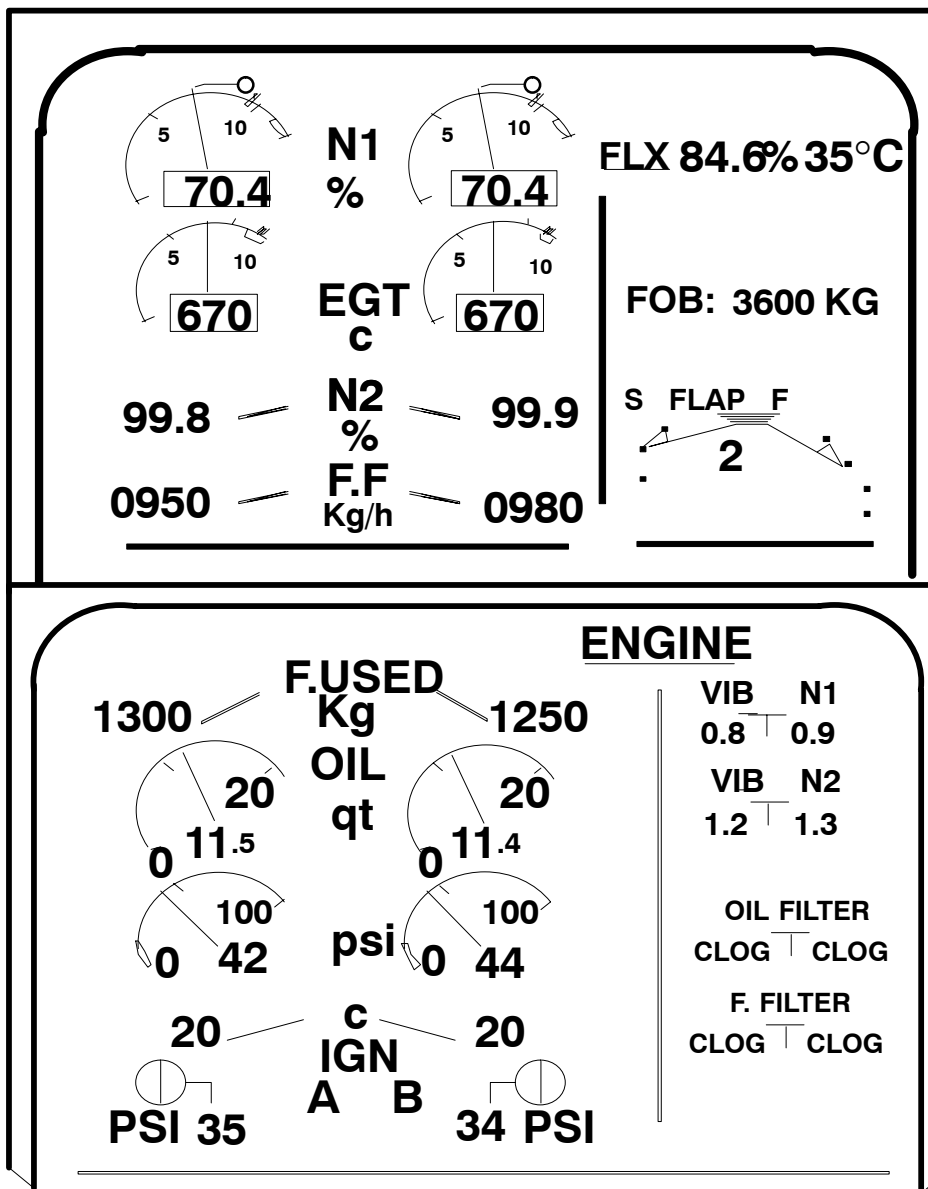 5 10 N1 5 10
70.4 % 70.4
FLX 84.6% 35°C
5 10 EGT 5 10
670 c 670
FOB: 3600 KG
99.8 N2 99.9
%
S FLAP F
2
0950 F.F 0980
Kg/h
ENGINE
F.USED
1300 Kg 1250
VIB N1
0.8 0.9
OIL
20 qt 20
0 11.5 0 11.4
VIB N2
1.2 1.3
100 psi 100
0 42 0 44
OIL FILTER
CLOG CLOG
20 c 20
F. FILTER
CLOG CLOG
IGN
A B
PSI 35 34 PSI